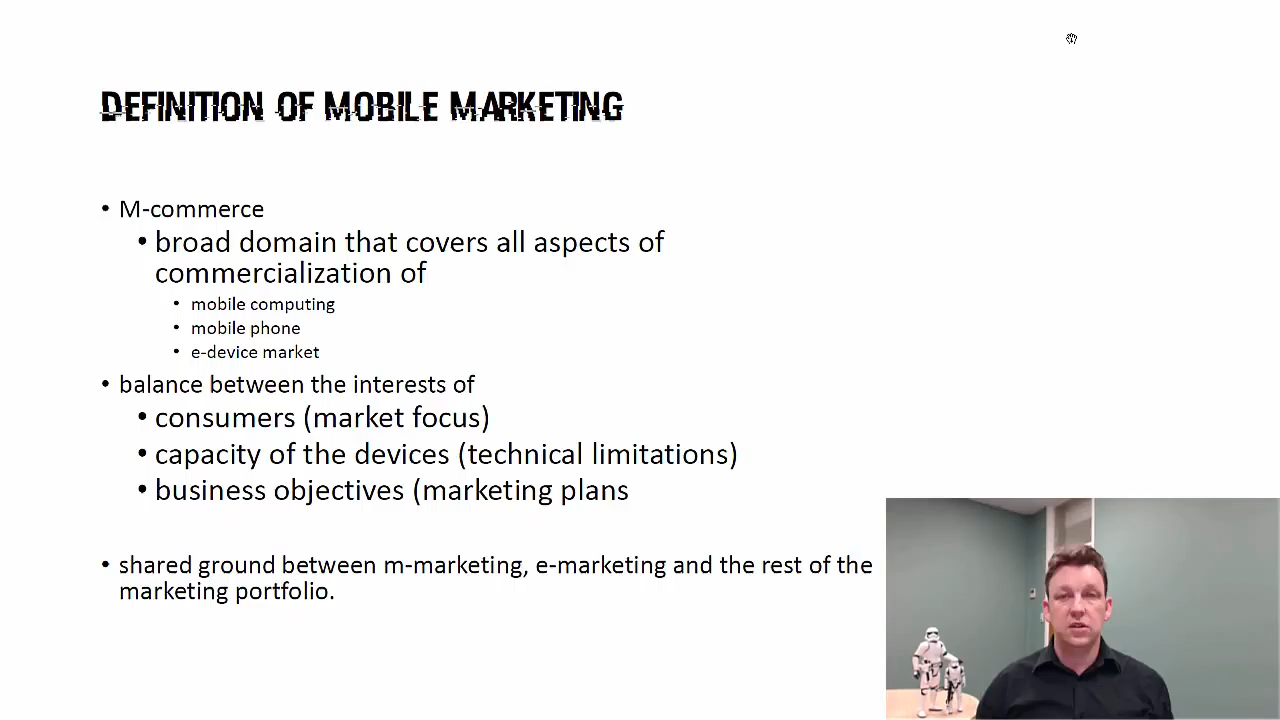 DEFINITION OF MOBILE MARKETING
• M-commerce
• broad domain that covers all aspects of
commercialization of
• mobile computing
• mobile phone
• e-device market
• balance between the interests of
• consumers (market focus)
• capacity of the devices (technical limitations)
• business objectives (marketing plans
• shared ground between m-marketing, e-marketing and the rest of the
marketing portfolio.